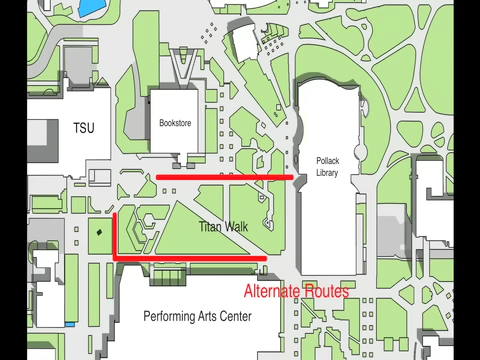 Bookstore
TSU
Pollack
Library
Titan Walk
Alternate Routes
Performing Arts Center